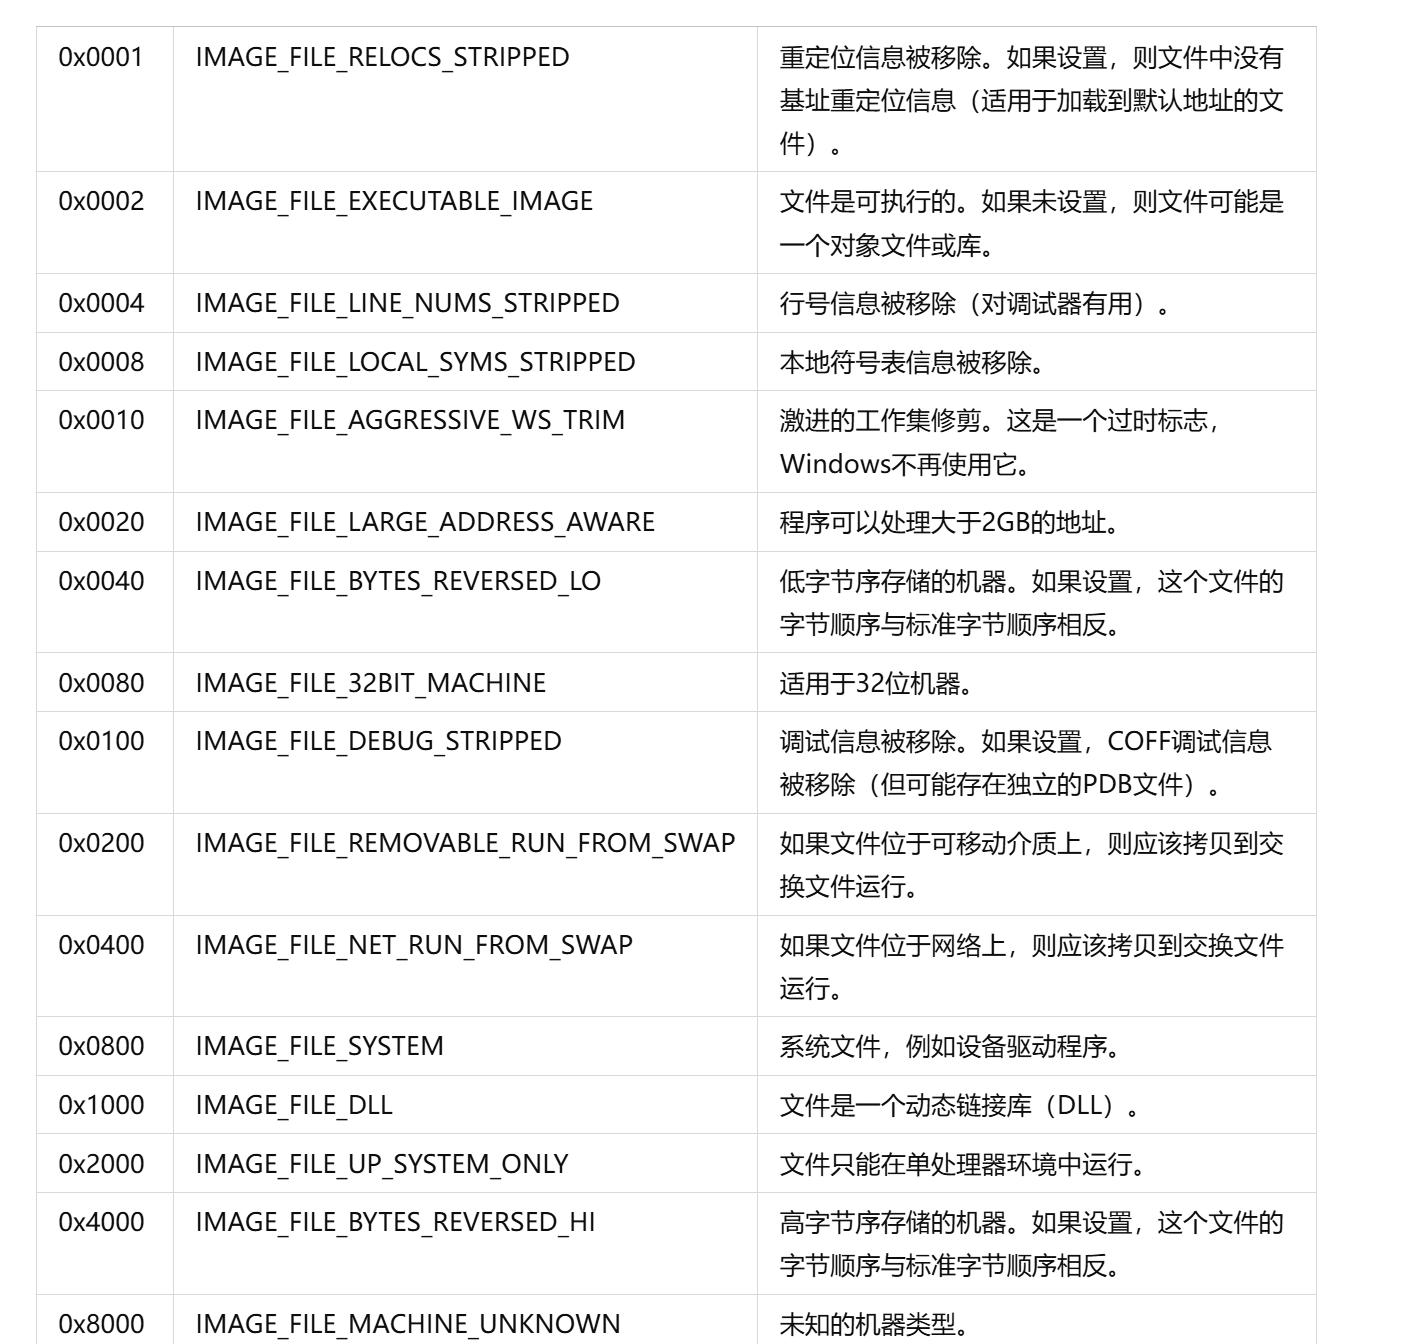 0x0001 IMAGE_FILE_RELOCS_STRIPPED 重定位信息被移除。如果设置，则文件中没有
基址重定位信息（适用于加载到默认地址的文
件）。
0x0002 IMAGE_FILE_EXECUTABLE_IMAGE 文件是可执行的。如果未设置，则文件可能是
一个对象文件或库。
0x0004 IMAGE_FILE_LINE_NUMS_STRIPPED 行号信息被移除（对调试器有用）。
0x0008 IMAGE_FILE_LOCAL_SYMS_STRIPPED 本地符号表信息被移除。
0x0010 IMAGE_FILE_AGGRESSIVE_WS_TRIM 激进的工作集修剪。这是一个过时标志，
Windows不再使用它。
0x0020 IMAGE_FILE_LARGE_ADDRESS_AWARE 程序可以处理大于2GB的地址。
0x0040 IMAGE_FILE_BYTES_REVERSED_LO 低字节序存储的机器。如果设置，这个文件的
字节顺序与标准字节顺序相反。
0x0080 IMAGE_FILE_32BIT_MACHINE 适用于32位机器。
0x0100 IMAGE_FILE_DEBUG_STRIPPED 调试信息被移除。如果设置，COFF调试信息
被移除（但可能存在独立的PDB文件）。
0x0200 IMAGE_FILE_REMOVABLE_RUN_FROM_SWAP 如果文件位于可移动介质上，则应该拷贝到交
换文件运行。
0x0400 IMAGE_FILE_NET_RUN_FROM_SWAP 如果文件位于网络上，则应该拷贝到交换文件
运行。
0x0800 IMAGE_FILE_SYSTEM 系统文件，例如设备驱动程序。
0x1000 IMAGE_FILE_DLL 文件是一个动态链接库（DLL）。
0x2000 IMAGE_FILE_UP_SYSTEM_ONLY 文件只能在单处理器环境中运行。
0x4000 IMAGE_FILE_BYTES_REVERSED_HI 高字节序存储的机器。如果设置，这个文件的
字节顺序与标准字节顺序相反。
0x8000 IMAGE_FILE_MACHINE_UNKNOWN 未知的机器类型。